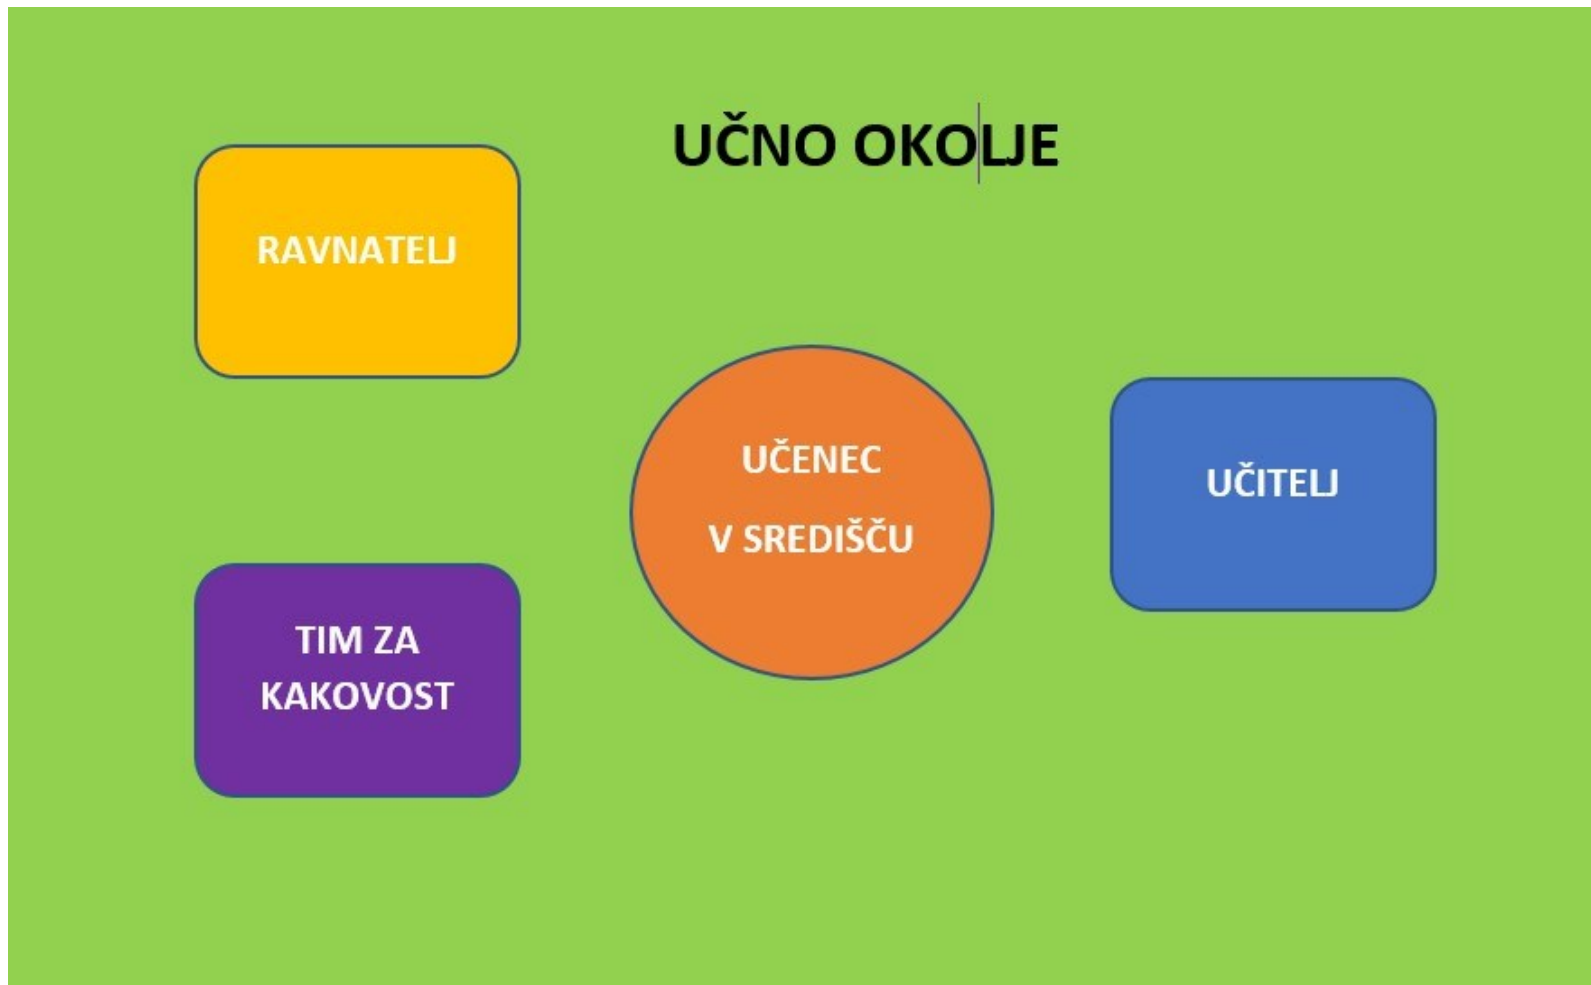 UČNO OKOLJE
RAVNATELJ
UČENEC
V SREDIŠČU
UČITELJ
TIM ZA
KAKOVOST